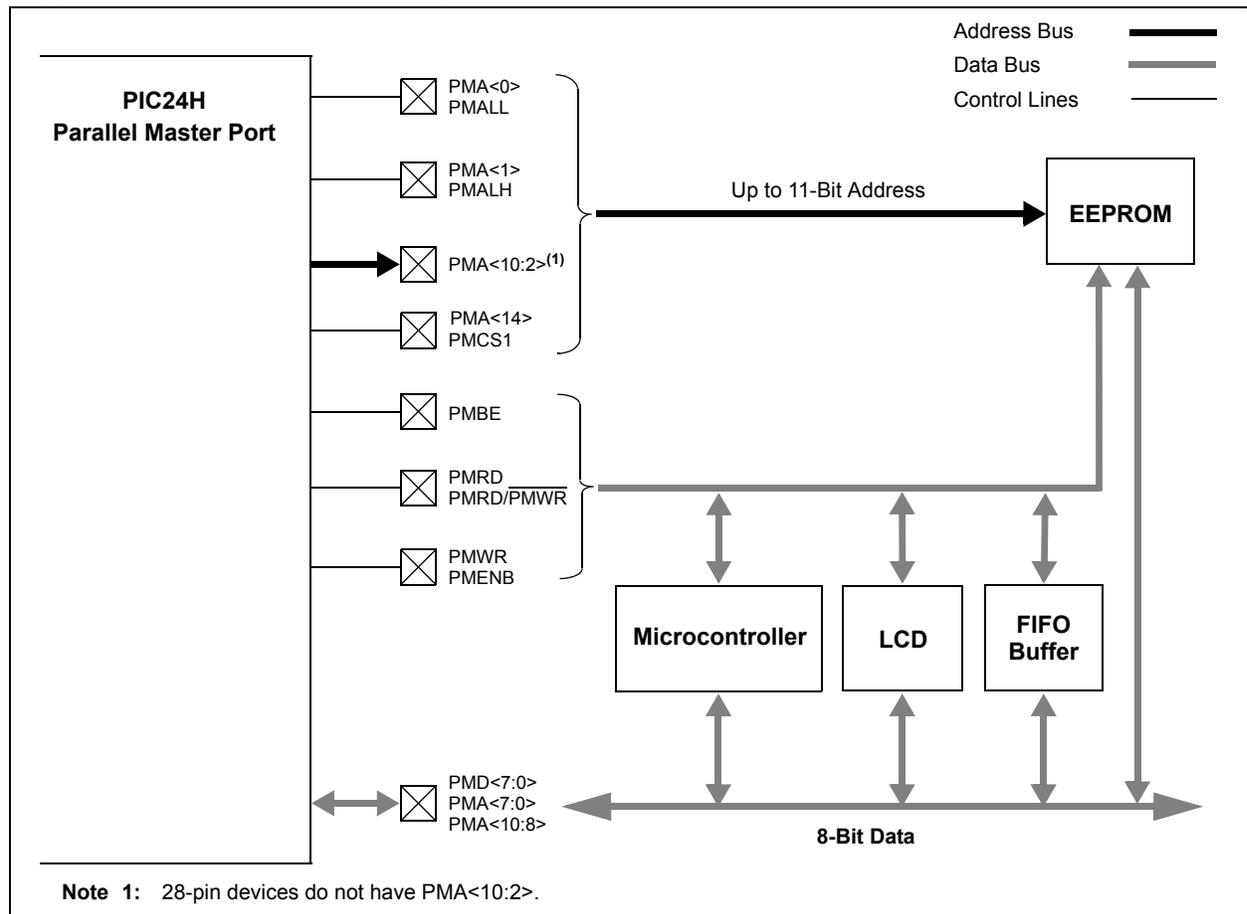 Address Bus
Data Bus
Control Lines
PIC24H
Parallel Master Port
PMA<0>
PMALL
PMA<1>
PMALH
Up to 11-Bit Address
EEPROM
PMA<10:2>(1)
PMA<14>
PMCS1
PMBE
PMRD
PMRD/PMWR
PMWR
PMENB
Microcontroller
LCD
FIFO
Buffer
PMD<7:0>
PMA<7:0>
PMA<10:8>
8-Bit Data
Note 1: 28-pin devices do not have PMA<10:2>.